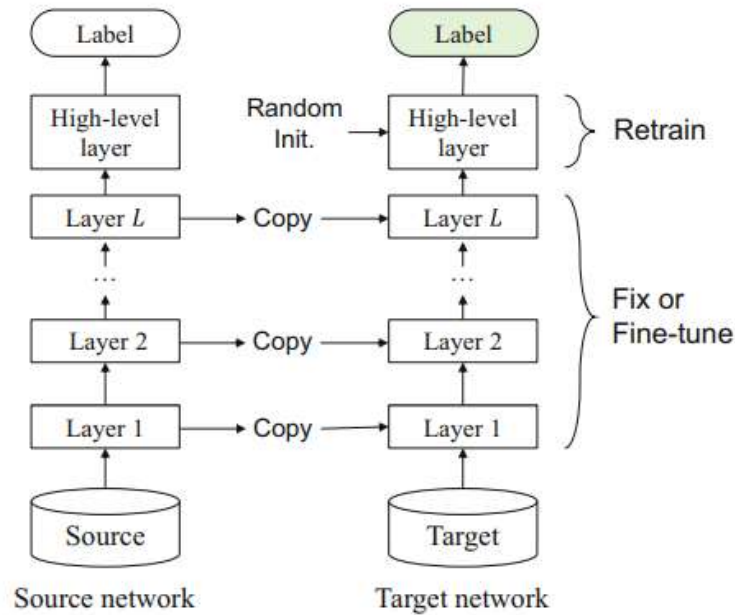 Label
Label
High-level
layer
Random
Init.
High-level
layer
Retrain
Layer L
Copy
Layer L
...
...
Fix or
Fine-tune
Layer 2
Copy
Layer 2
Layer 1
Copy
Layer 1
Source
Target
Source network
Target network